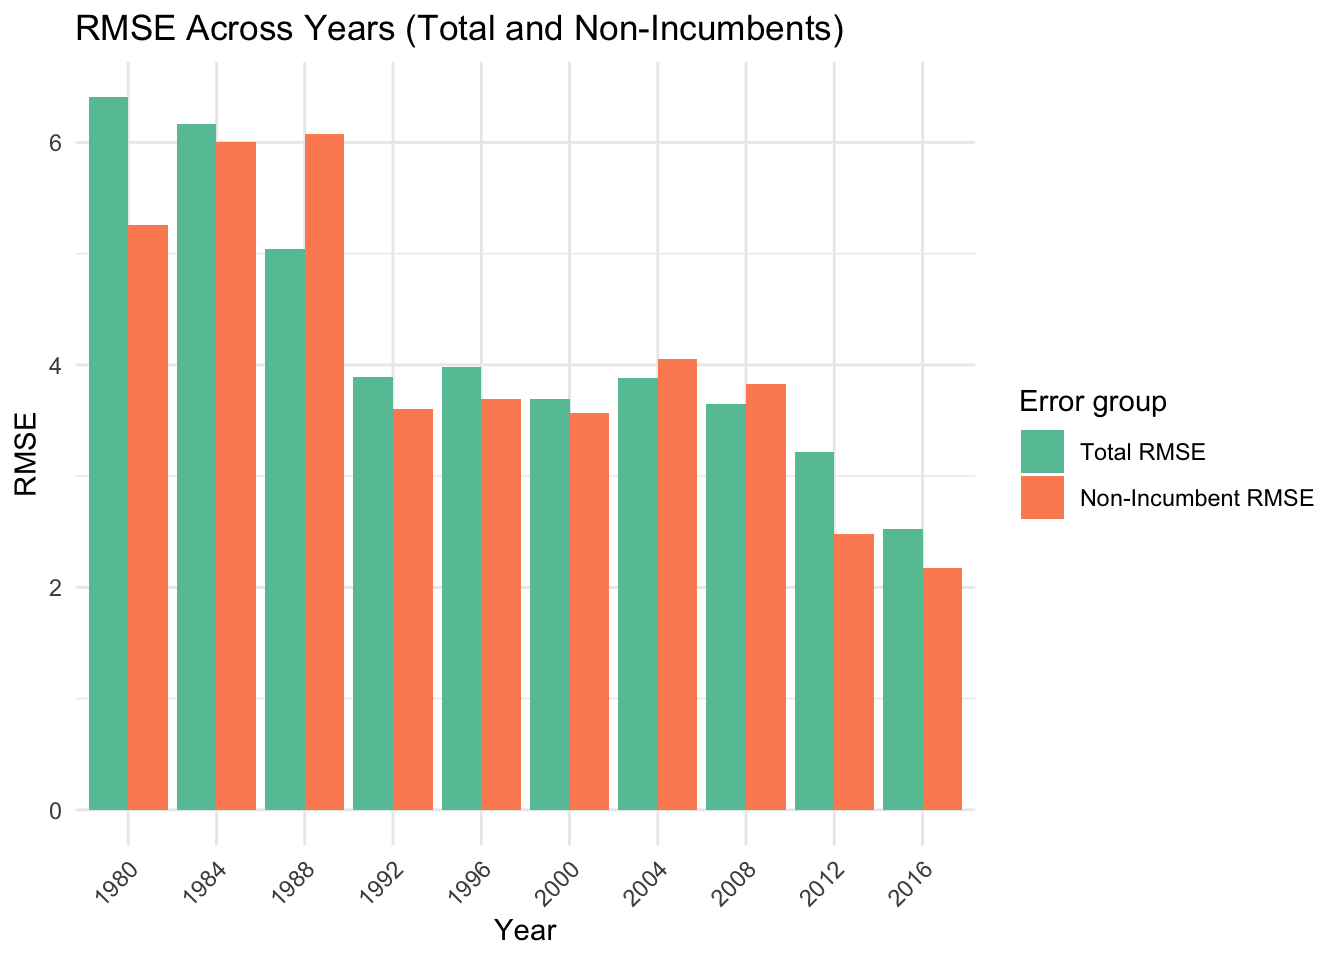 RMSE Across Years (Total and Non-Incumbents)
RMSE
6
4
2
0
1980
1984
1988
1992
1996
2000
2004
2008
2012
2016
Year
Error group
Total RMSE
Non-Incumbent RMSE